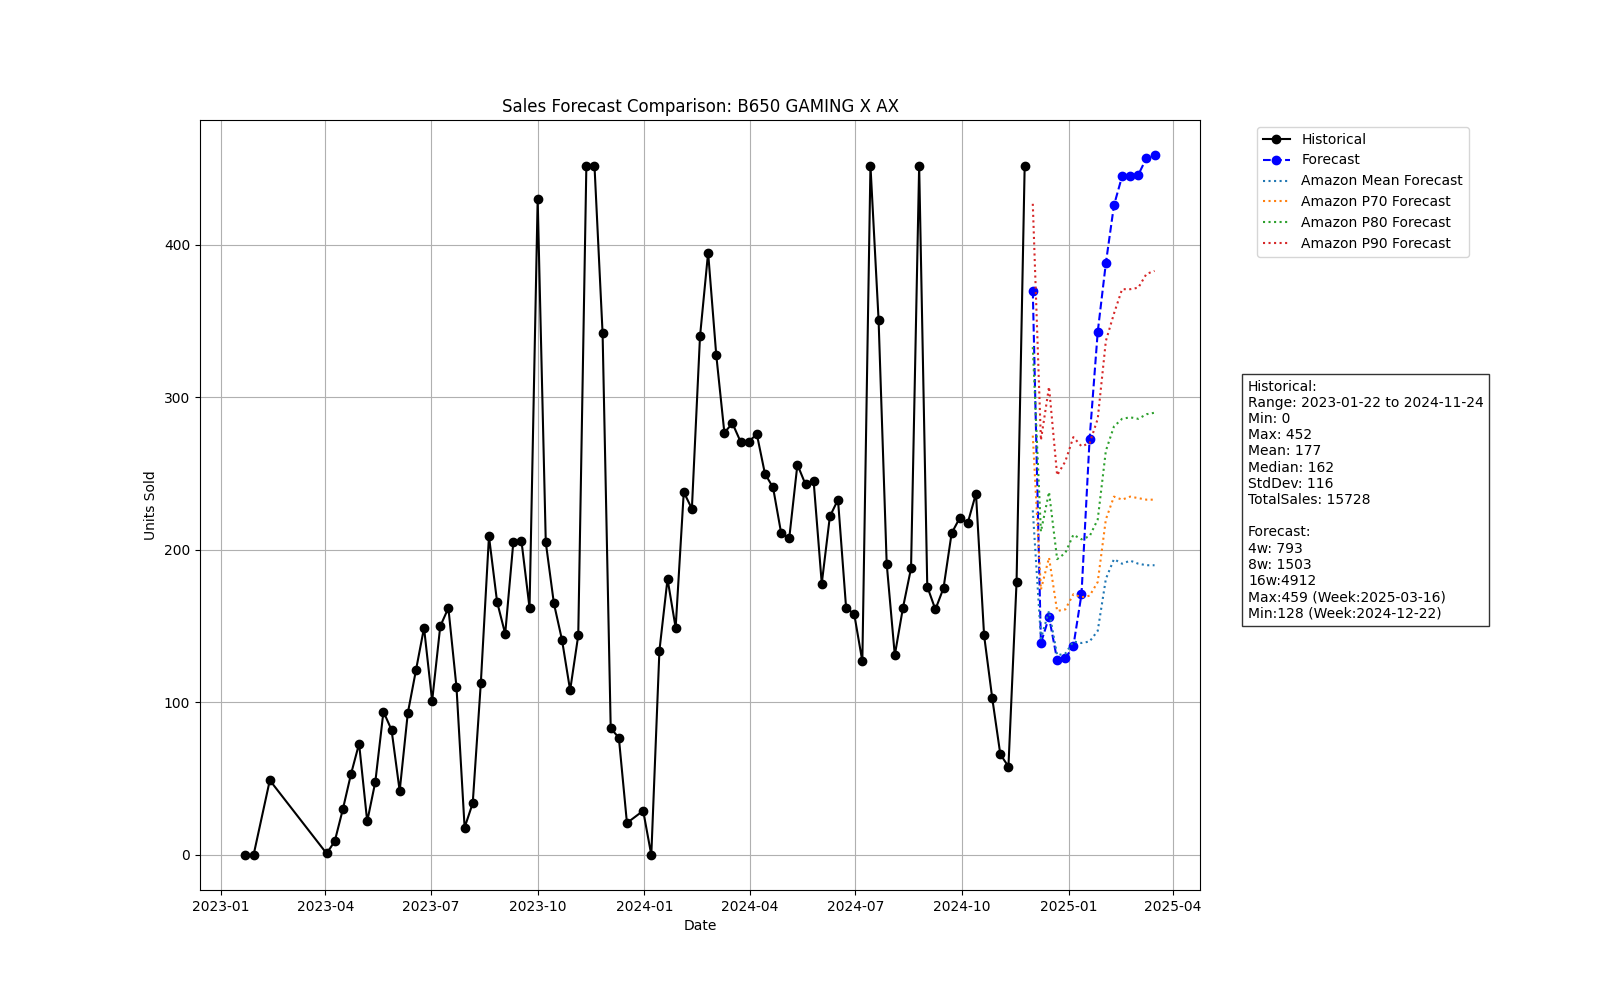 Sales Forecast Comparison: B650 GAMING X AX
Historical
Forecast
Amazon Mean Forecast
Amazon P70 Forecast
Amazon P80 Forecast
Amazon P90 Forecast
Units Sold
400
300
200
100
0
2023-01
2023-04
2023-07
2023-10
2024-01
2024-04
2024-07
2024-10
2025-01
2025-04
Date
Historical:
Range: 2023-01-22 to 2024-11-24
Min: 0
Max: 452
Mean: 177
Median: 162
StdDev: 116
TotalSales: 15728
Forecast:
4w: 793
8w: 1503
16w:4912
Max:459 (Week:2025-03-16)
Min:128 (Week:2024-12-22)